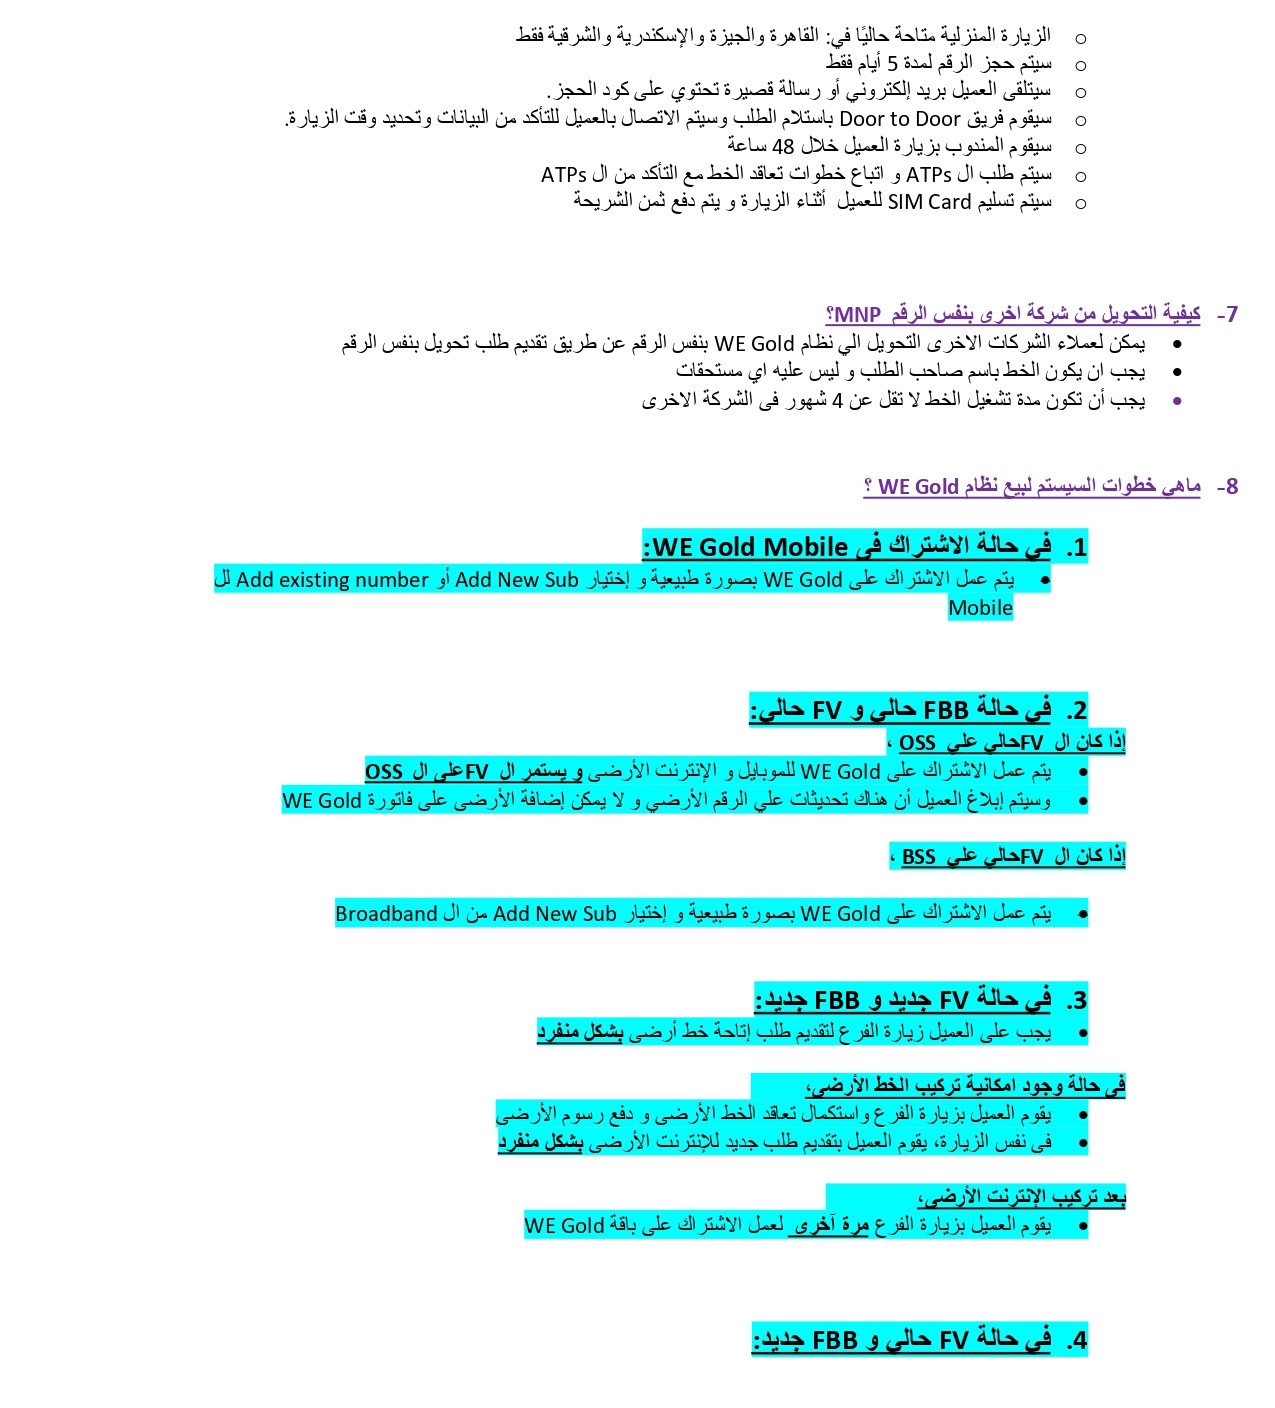 o الزيارة المنزلية متاحة حاليًا في: القاهرة والجيزة والإسكندرية والشرقية فقط
o سيتم حجز الرقم لمدة 5 أيام فقط
o سيتلقى العميل بريد إلكتروني أو رسالة قصيرة تحتوي على كود الحجز.
o سيقوم فريق Door to Door باستلام الطلب وسيتم الاتصال بالعميل للتأكد من البيانات وتحديد وقت الزيارة.
o سيقوم المندوب بزيارة العميل خلال 48 ساعة
o سيتم طلب ال ATPs و اتباع خطوات تعاقد الخط مع التأكد من ال ATPs
o سيتم تسليم SIM Card للعميل أثناء الزيارة و يتم دفع ثمن الشريحة
7- كيفية التحويل من شركة اخرى بنفس الرقم MNP؟
• يمكن لعملاء الشركات الاخرى التحويل الي نظام WE Gold بنفس الرقم عن طريق تقديم طلب تحويل بنفس الرقم
• يجب ان يكون الخط باسم صاحب الطلب و ليس عليه اي مستحقات
• يجب أن تكون مدة تشغيل الخط لا تقل عن 4 شهور فى الشركة الاخرى
8- ماهي خطوات السيستم لبيع نظام WE Gold ؟
1. في حالة الاشتراك فى WE Gold Mobile:
• يتم عمل الاشتراك على WE Gold بصورة طبيعية و إختيار Add New Sub أو Add existing number لل
Mobile
2. في حالة FBB حالي و FV حالي:
إذا كان ال FVحالي علي OSS ،
• يتم عمل الاشتراك على WE Gold للموبايل و الإنترنت الأرضى و يستمر ال FVعلى ال OSS
• وسيتم إبلاغ العميل أن هناك تحديثات علي الرقم الأرضي و لا يمكن إضافة الأرضى على فاتورة WE Gold
إذا كان ال FVحالي علي BSS ،
• يتم عمل الاشتراك على WE Gold بصورة طبيعية و إختيار Add New Sub من ال Broadband
3. في حالة FV جديد و FBB جديد:
• يجب على العميل زيارة الفرع لتقديم طلب إتاحة خط أرضى بشكل منفرد
فى حالة وجود امكانية تركيب الخط الأرضى،
• يقوم العميل بزيارة الفرع واستكمال تعاقد الخط الأرضى و دفع رسوم الأرضى
• فى نفس الزيارة، يقوم العميل بتقديم طلب جديد للإنترنت الأرضى بشكل منفرد
بعد تركيب الإنترنت الأرضى،
• يقوم العميل بزيارة الفرع مرة آخرى لعمل الاشتراك على باقة WE Gold
4. في حالة FV حالي و FBB جديد: